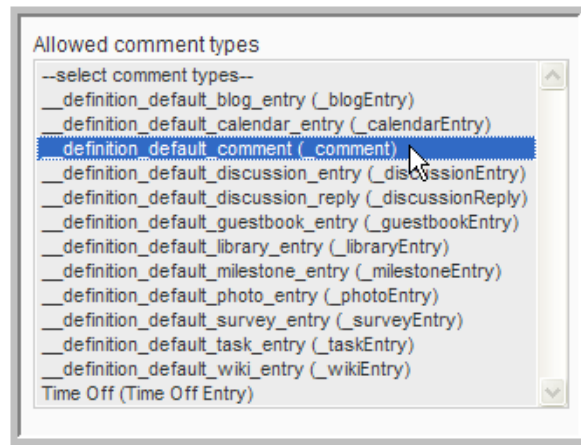 Allowed comment types
--select comment types--
__definition_default_blog_entry (_blogEntry)
__definition_default_calendar_entry (_calendarEntry)
__definition_default_comment (_comment)
__definition_default_discussion_entry (_discussionEntry)
__definition_default_discussion_reply (_discussionReply)
__definition_default_guestbook_entry (_guestbookEntry)
__definition_default_library_entry (_libraryEntry)
__definition_default_milestone_entry (_milestoneEntry)
__definition_default_photo_entry (_photoEntry)
__definition_default_survey_entry (_surveyEntry)
__definition_default_task_entry (_taskEntry)
__definition_default_wiki_entry (_wikiEntry)
Time Off (Time Off Entry)